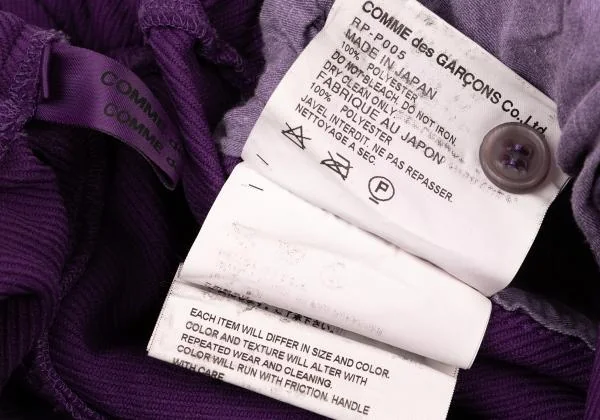 COMME
COMME d
COMME des GARÇONS Co.,Ltd.
RP-P005
MADE IN JAPAN
100% POLYESTER
DO NOT BLEACH. DO NOT IRON.
DRY CLEAN ONLY.
FABRIQUE AU JAPON
100% POLYESTER
JAVEL INTERDIT. NE PAS REPASSER.
NETTOYAGE A SEC.
P
EACH ITEM WILL DIFFER IN SIZE AND COLOR.
COLOR AND TEXTURE WILL ALTER WITH
REPEATED WEAR AND CLEANING.
COLOR WILL RUN WITH FRICTION. HANDLE
WITH CARE.